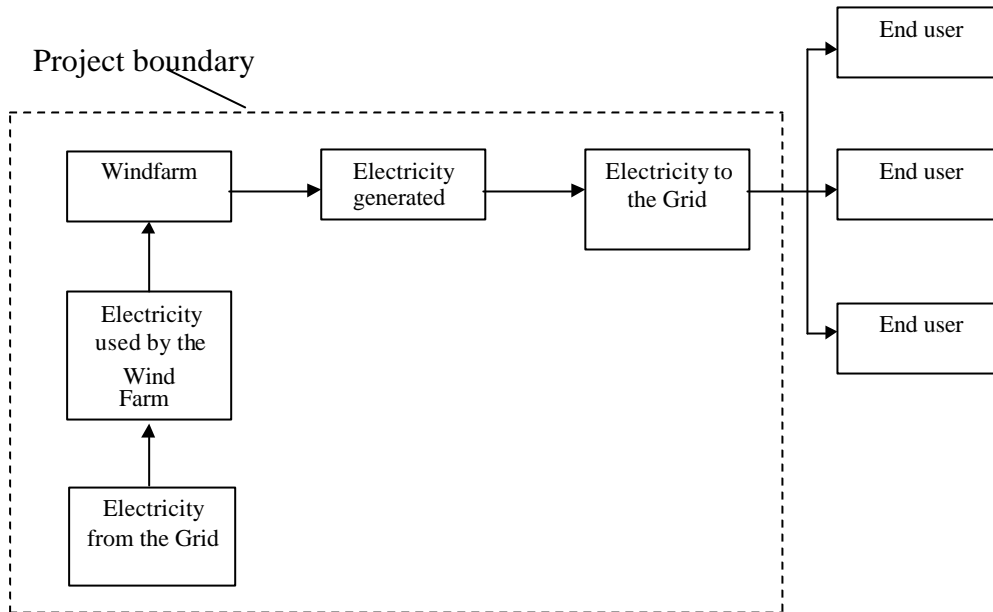 End user
Project boundary
Windfarm
Electricity
generated
Electricity to
the Grid
End user
Electricity
used by the
Wind
Farm
End user
Electricity
from the Grid